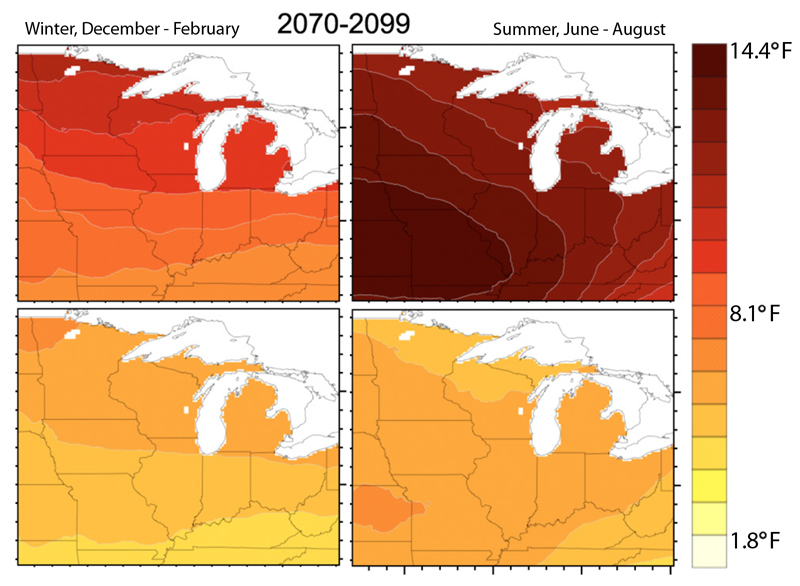 Winter, December - February
2070-2099
Summer, June - August
14.4°F
8.1°F
1.8°F